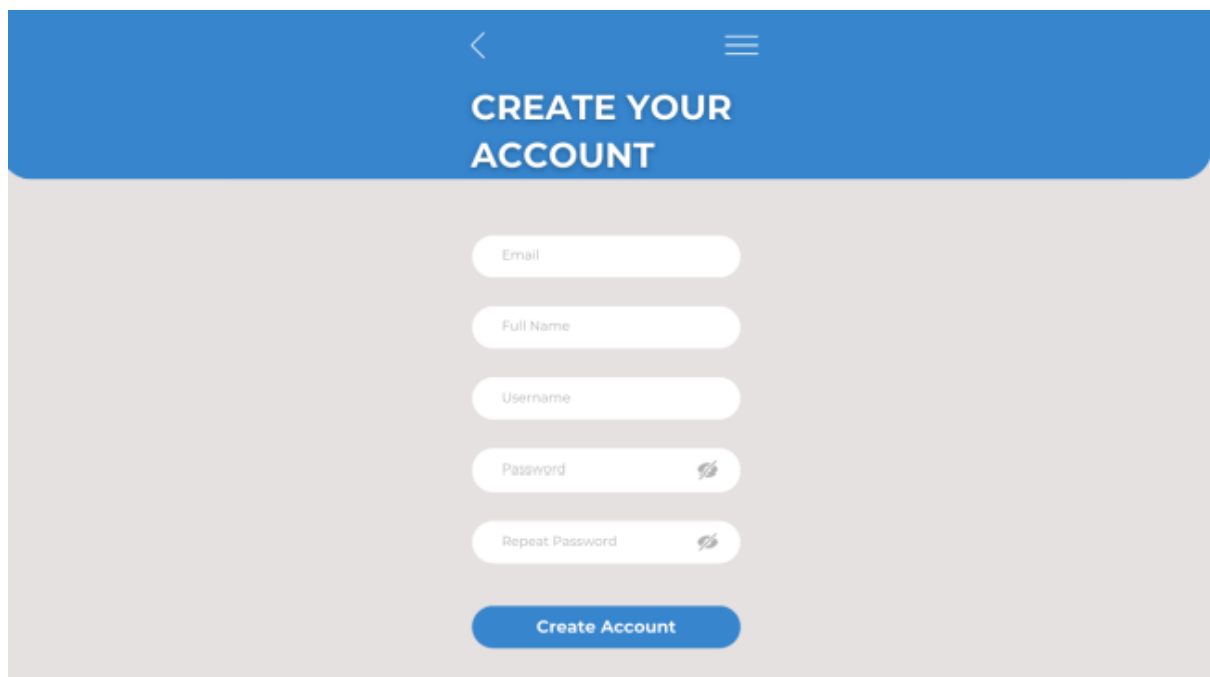 CREATE YOUR
ACCOUNT
Email
Full Name
Username
Password
Repeat Password
Create Account